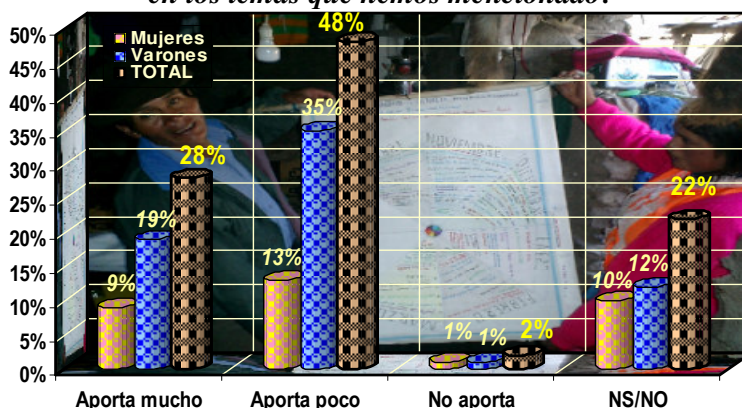 en los temas que hemos mencionado?
50%
45%
40%
35%
30%
25%
20%
15%
10%
5%
0%
Mujeres
Varones
TOTAL
9%
19%
28%
13%
35%
48%
1%
1%
2%
10%
12%
22%
NOVIEMBRE
Aporta mucho
Aporta poco
No aporta
NS/NO